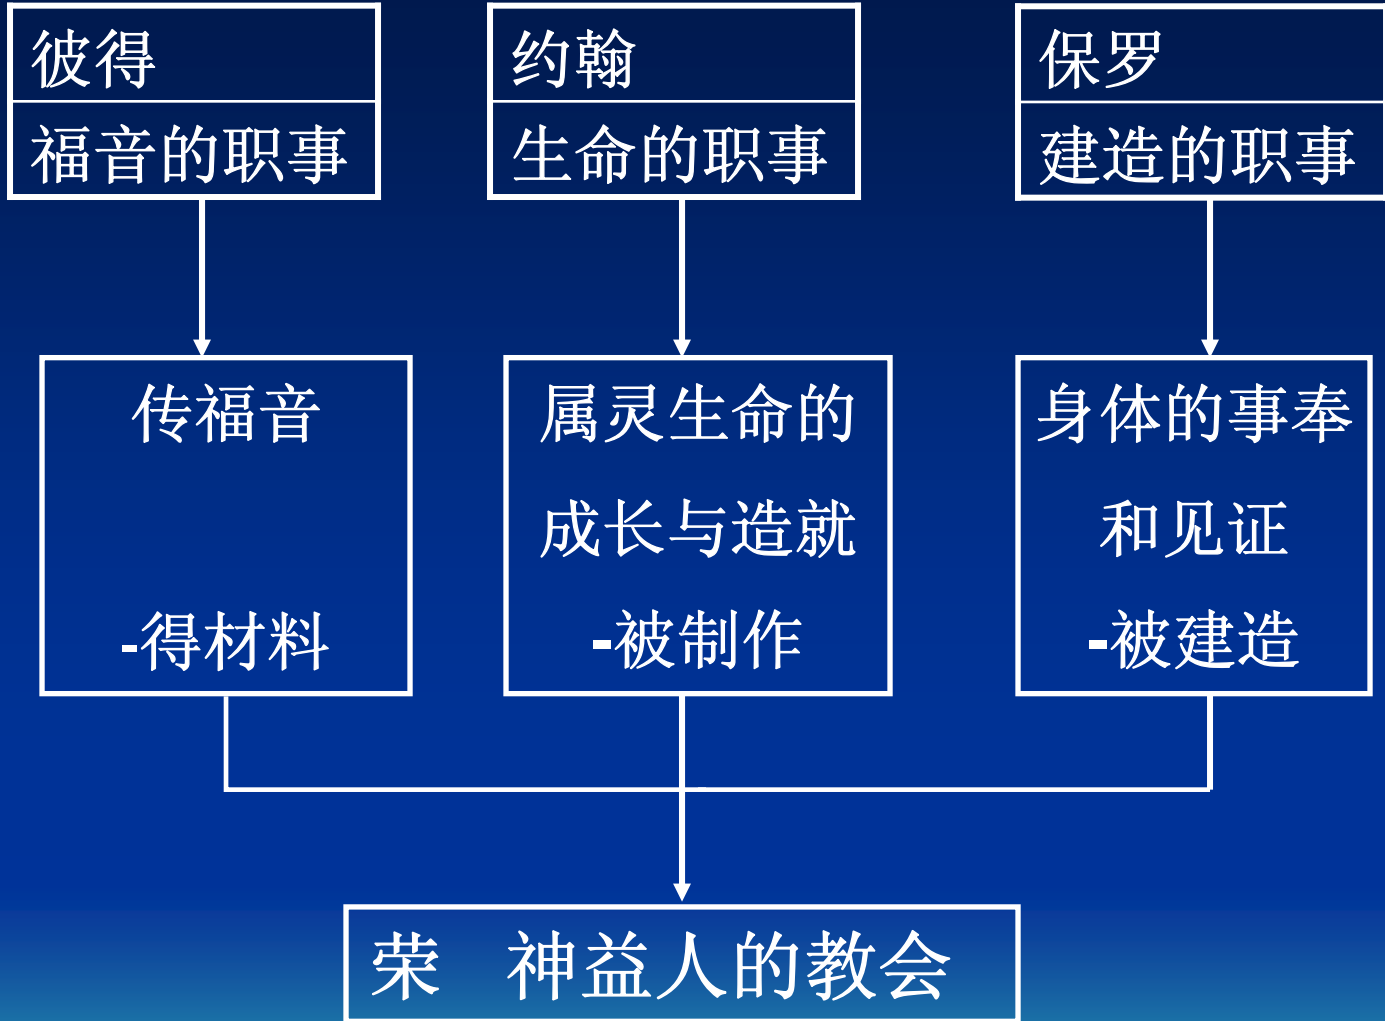 彼得
福音的职事
约翰
生命的职事
保罗
建造的职事
传福音
-得材料
属灵生命的
成长与造就
-被制作
身体的事奉
和见证
-被建造
荣　神益人的教会